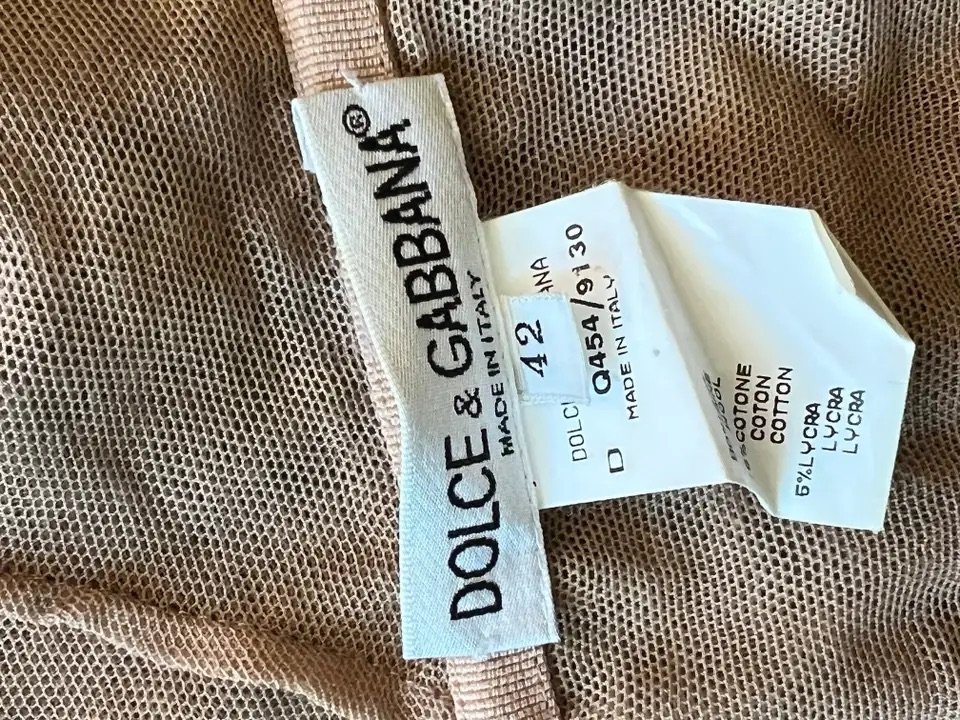 DOLCE & GABBANA®
MADE IN ITALY
42
DOLC
ANA
D Q454/9130
MADE IN ITALY
COTONE
COTON
COTTON
5%LYCRA
LYCRA
LYCRA